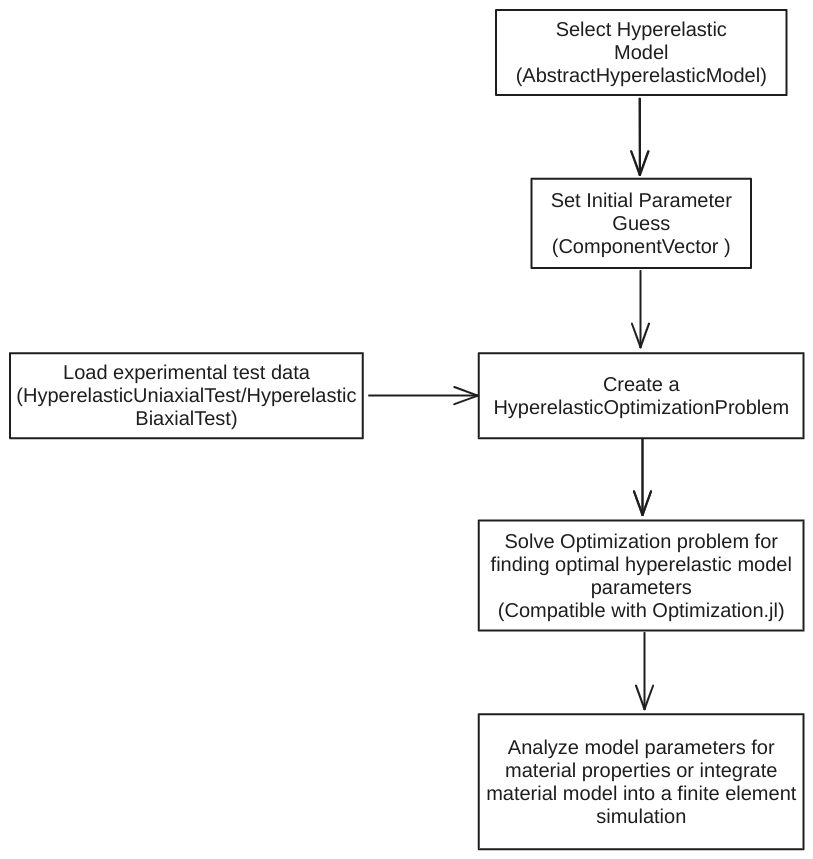 Select Hyperelastic
Model
(AbstractHyperelasticModel)
Set Initial Parameter
Guess
(ComponentVector )
Load experimental test data
(HyperelasticUniaxialTest/Hyperelastic
BiaxialTest)
Create a
HyperelasticOptimizationProblem
Solve Optimization problem for
finding optimal hyperelastic model
parameters
(Compatible with Optimization.jl)
Analyze model parameters for
material properties or integrate
material model into a finite element
simulation